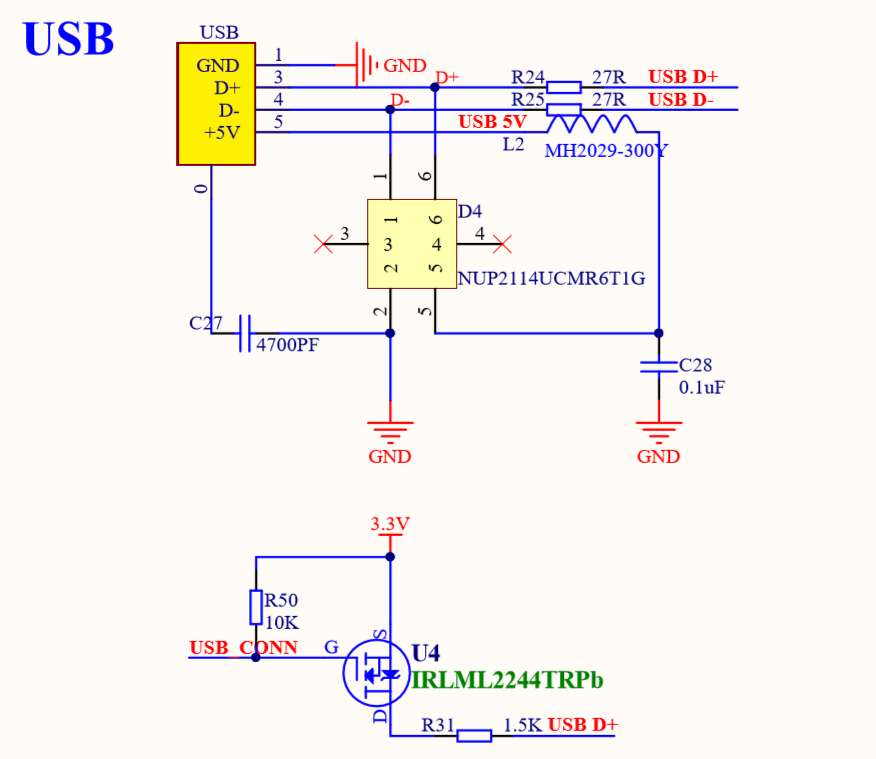 USB
USB
GND 1 GND
D+ 3 D+ R24 27R USB D+
D- 4 D- R25 27R USB D-
+5V 5 USB 5V
L2 MH2029-300Y
0
1 6
1 6 D4
3 3 4 4
2 5 NUP2114UCMR6T1G
2 5
C27
4700PF
C28
0.1uF
GND GND
3.3V
R50
10K
USB CONN G S U4
IRLML2244TRPb
D
R31 1.5K USB D+